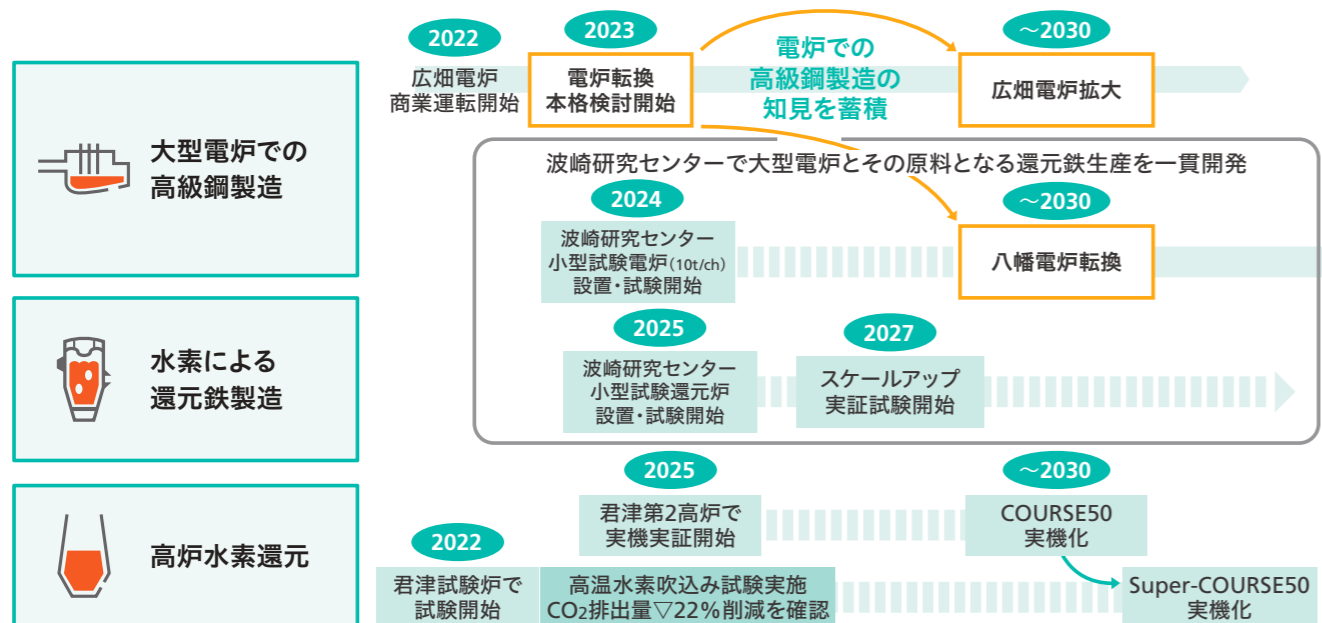 大型電炉での
高級鋼製造
2022
広畑電炉
商業運転開始
2023
電炉転換
本格検討開始
電炉での
高級鋼製造の
知見を蓄積
～2030
広畑電炉拡大
波崎研究センターで大型電炉とその原料となる還元鉄生産を一貫開発
2024
波崎研究センター
小型試験電炉(10t/ch)
設置・試験開始
～2030
八幡電炉転換
水素による
還元鉄製造
2025
波崎研究センター
小型試験還元炉
設置・試験開始
2027
スケールアップ
実証試験開始
高炉水素還元
2025
君津第2高炉で
実機実証開始
～2030
COURSE50
実機化
2022
君津試験炉で
試験開始
高温水素吹込み試験実施
CO2排出量▽22%削減を確認
Super-COURSE50
実機化